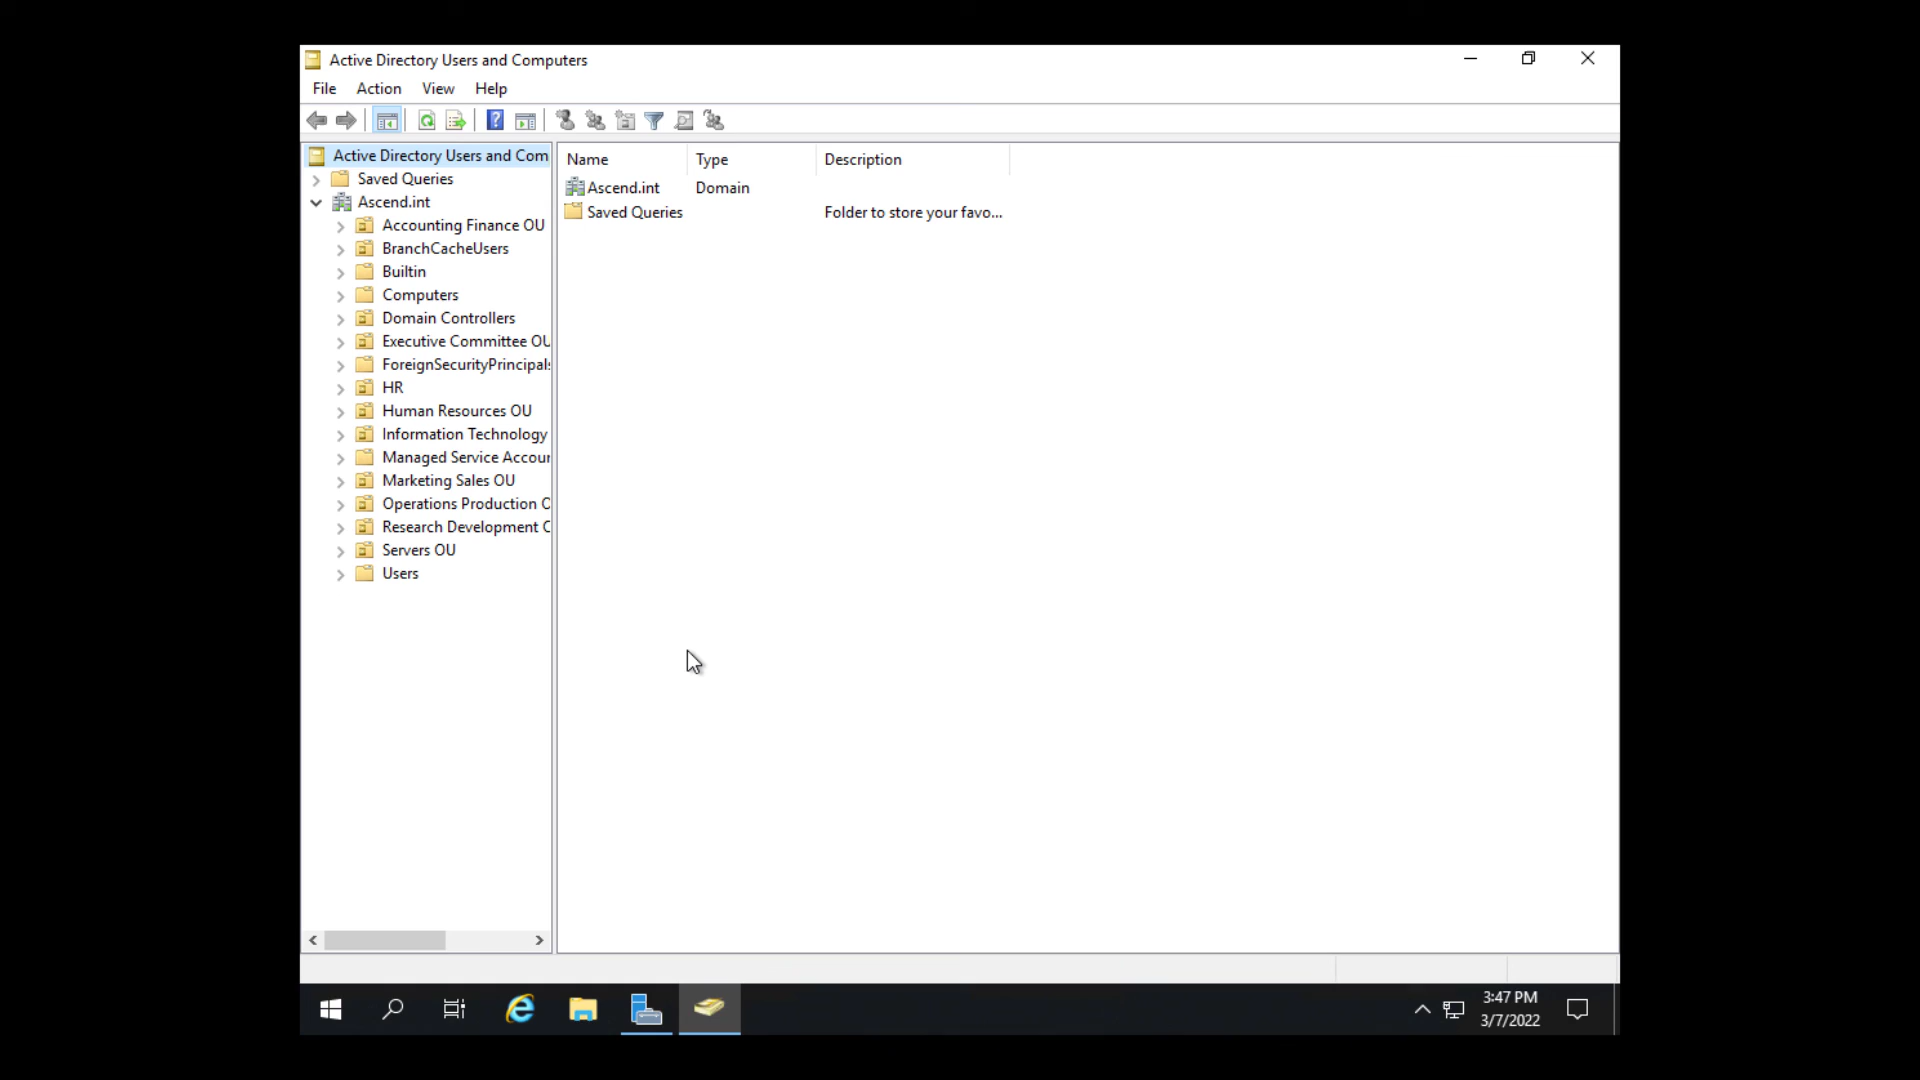 Active Directory Users and Computers
File Action View Help
Active Directory Users and Com
Saved Queries
Ascend.int
Accounting Finance OU
BranchCacheUsers
Builtin
Computers
Domain Controllers
Executive Committee OU
ForeignSecurityPrincipals
HR
Human Resources OU
Information Technology
Managed Service Accour
Marketing Sales OU
Operations Production O
Research Development O
Servers OU
Users
Name Type Description
Ascend.int Domain
Saved Queries Folder to store your favo...
3:47 PM
3/7/2022